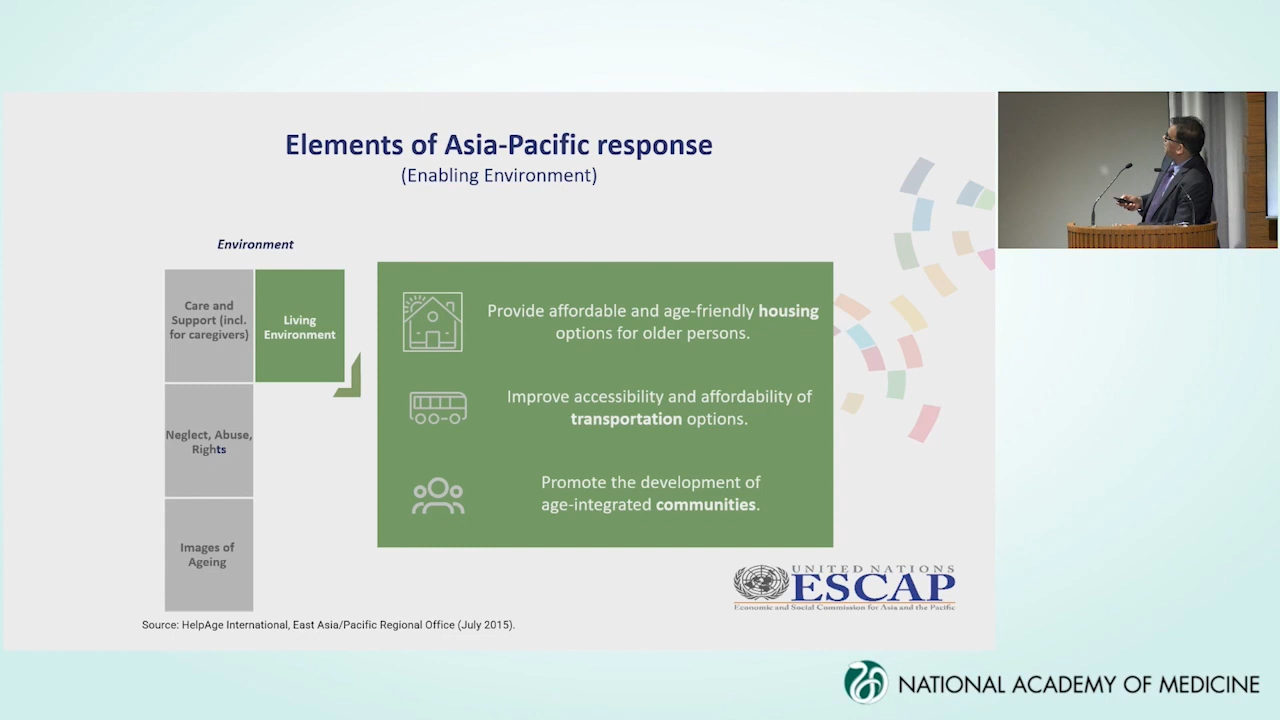 Elements of Asia-Pacific response
(Enabling Environment)
Environment
Care and
Support (incl.
for caregivers)
Living
Environment
Neglect, Abuse,
Rights
Images of
Ageing
Provide affordable and age-friendly housing
options for older persons.
Improve accessibility and affordability of
transportation options.
Promote the development of
age-integrated communities.
UNITED NATIONS
ESCAP
Economic and Social Commission for Asia and the Pacific
Source: HelpAge International, East Asia/Pacific Regional Office (July 2015).
NATIONAL ACADEMY OF MEDICINE